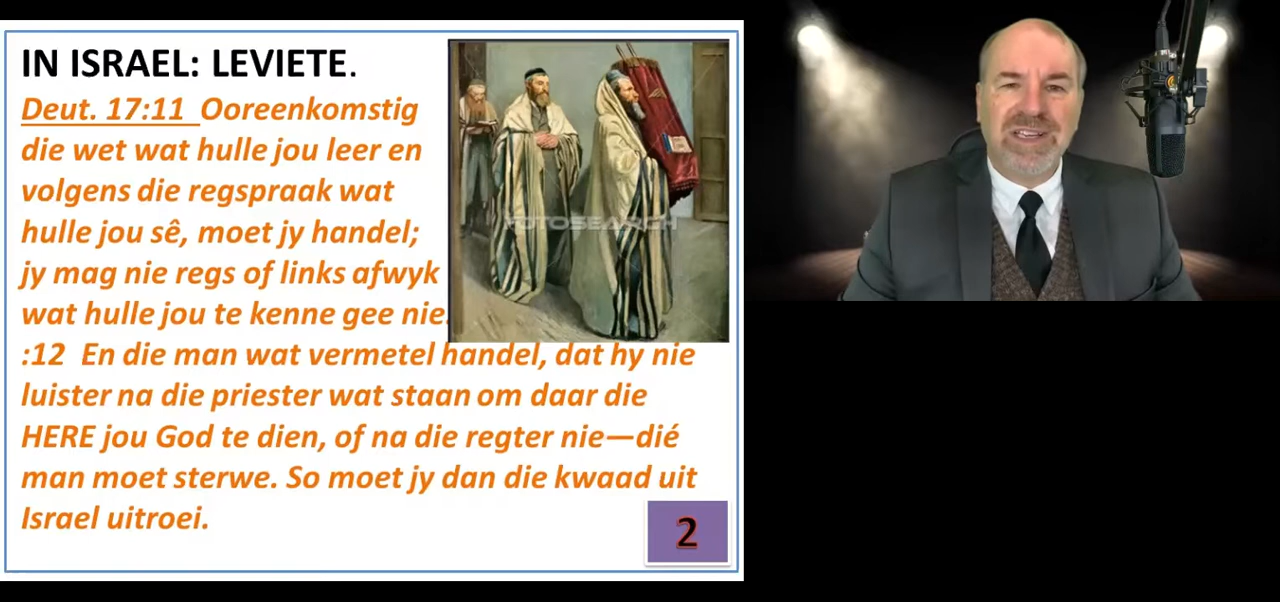 IN ISRAEL: LEVIETE.
Deut. 17:11 Ooreenkomstig
die wet wat hulle jou leer en
volgens die regspraak wat
hulle jou sê, moet jy handel;
jy mag nie regs of links afwyk
wat hulle jou te kenne gee nie.
:12 En die man wat vermetel handel, dat hy nie
luister na die priester wat staan om daar die
HERE jou God te dien, of na die regter nie—dié
man moet sterwe. So moet jy dan die kwaad uit
Israel uitroei.
FOTOSEARCH
2